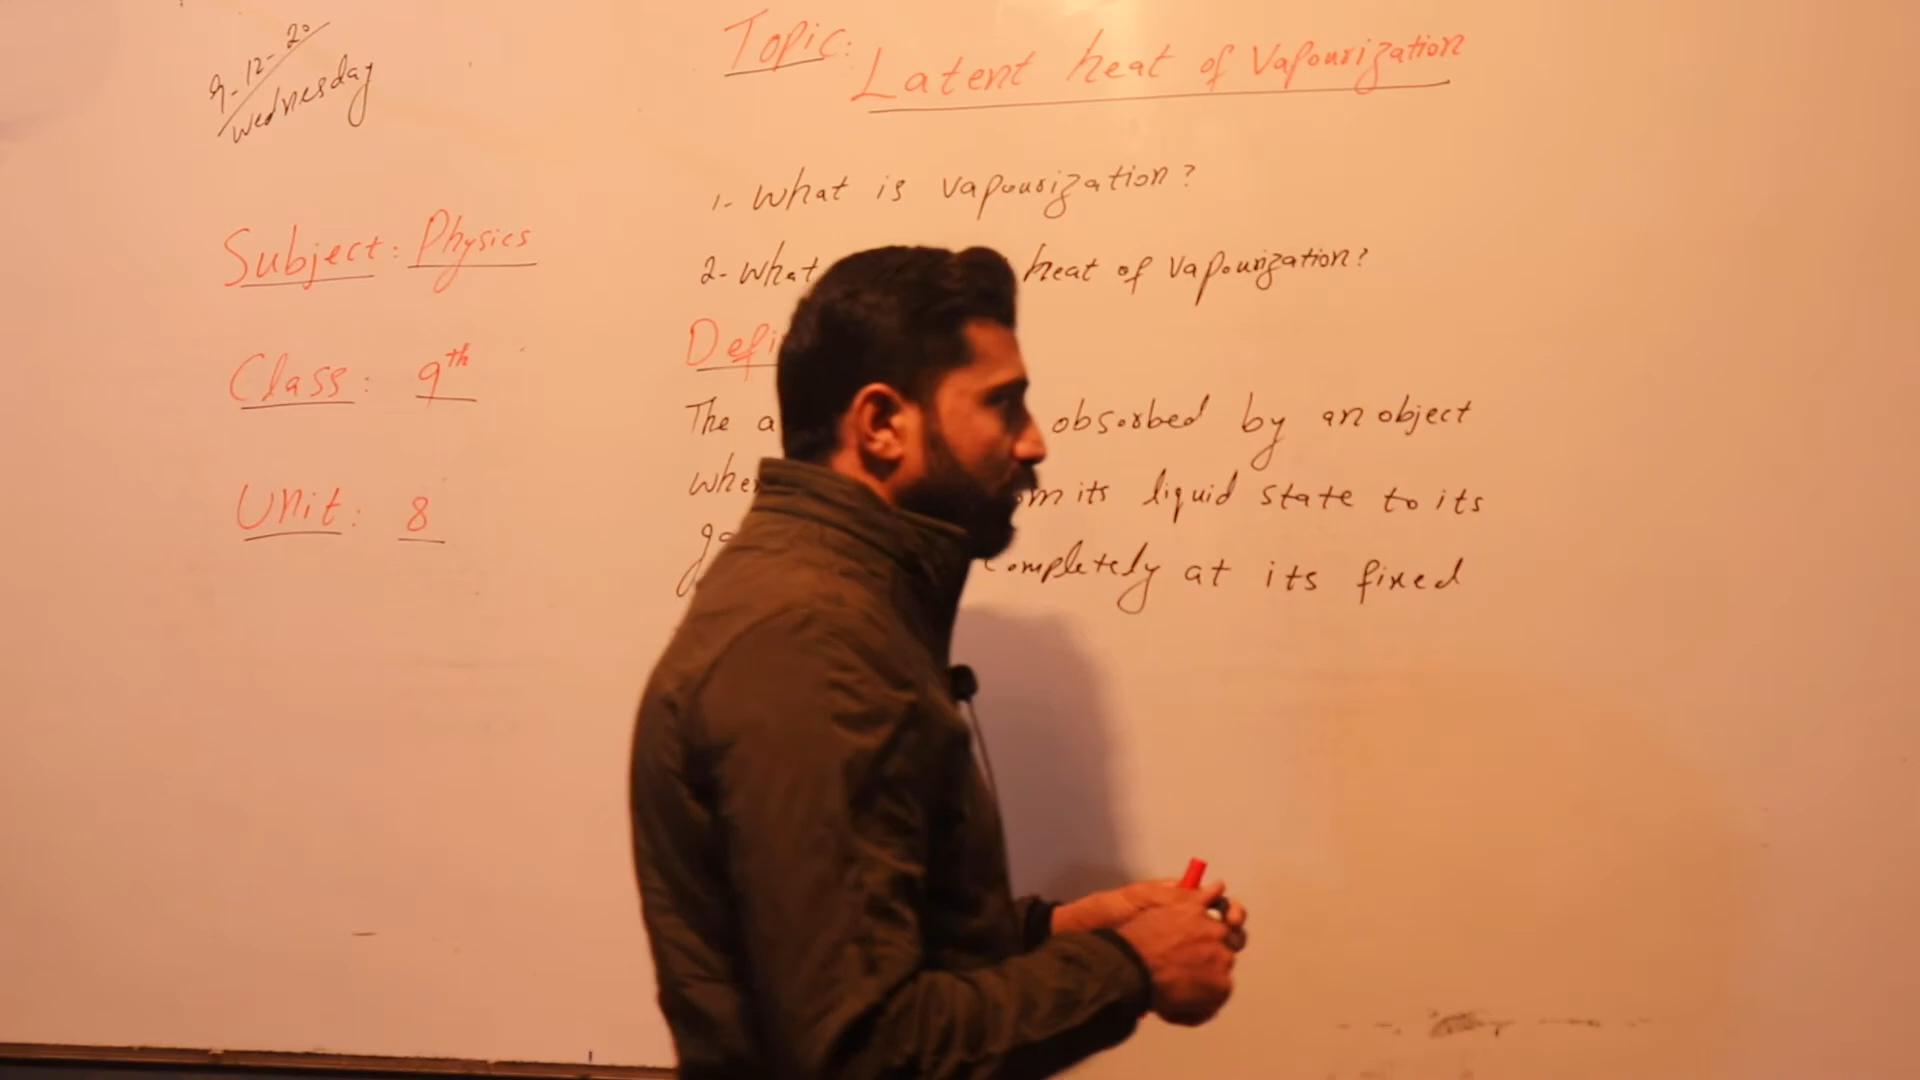 9-12-20
Wednesday
Subject: Physics
Class: 9th
Unit: 8
Topic:
Latent heat of Vapourization
1- What is vapourization?
2- What heat of vapourization?
Defi
The a obsorbed by an object
whe om its liquid state to its
ga completely at its fixed